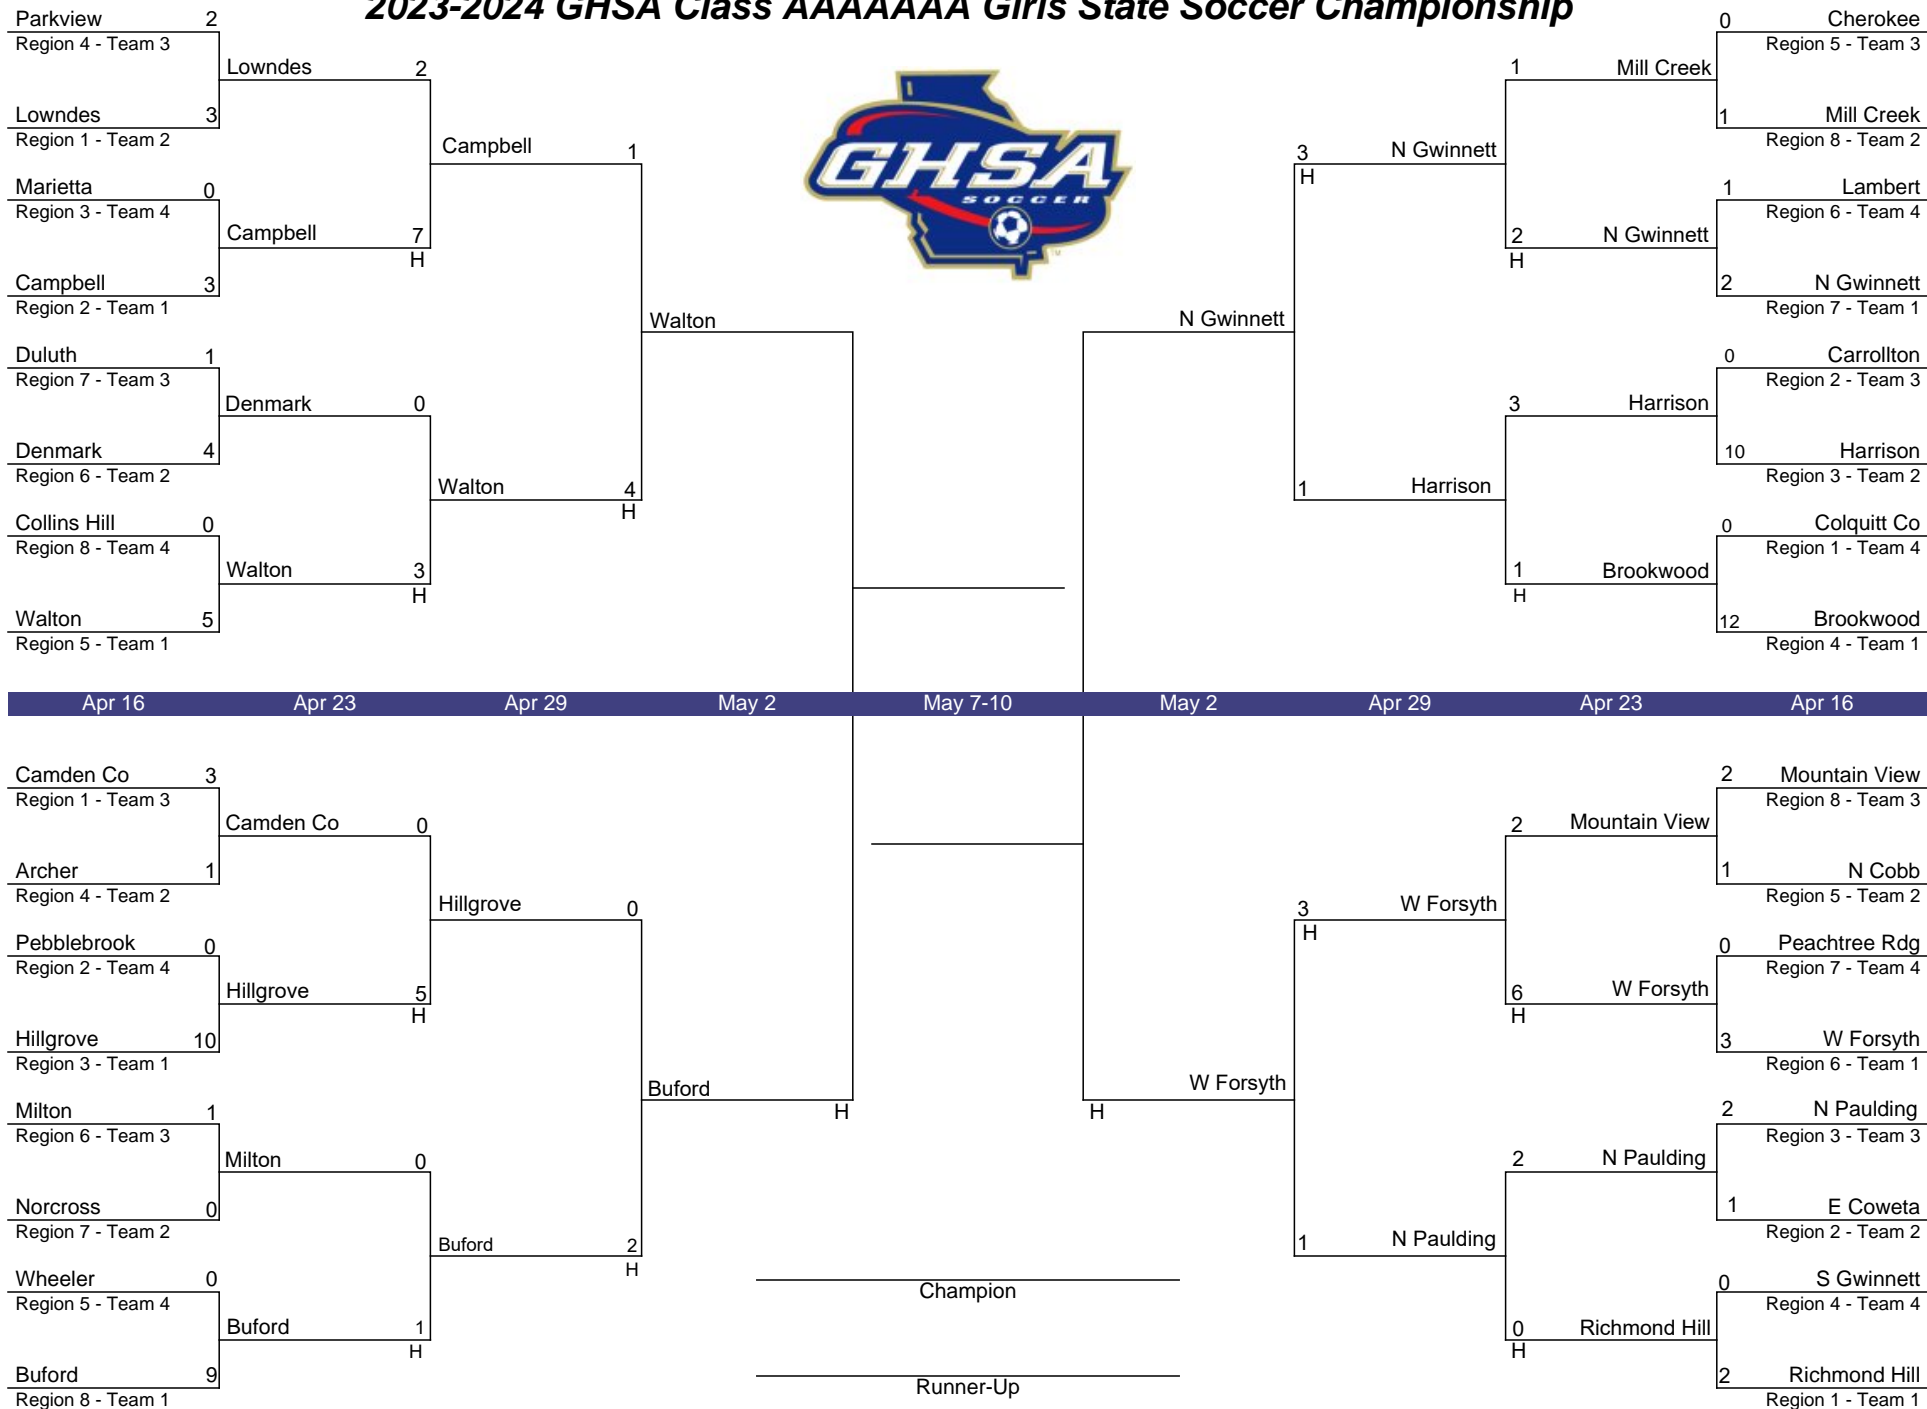 2023-2024 GHSA Class AAAAAAA Girls State Soccer Championship
Parkview 2
Region 4 - Team 3
Lowndes 2
Lowndes 3
Region 1 - Team 2
Campbell 1
Marietta 0
Region 3 - Team 4
Campbell 7
H
Campbell 3
Region 2 - Team 1
Walton
Duluth 1
Region 7 - Team 3
Denmark 0
Denmark 4
Region 6 - Team 2
Walton 4
H
Collins Hill 0
Region 8 - Team 4
Walton 3
H
Walton 5
Region 5 - Team 1
GHSA
SOCCER
0 Cherokee
Region 5 - Team 3
1 Mill Creek
1 Mill Creek
Region 8 - Team 2
3 N Gwinnett
H
1 Lambert
Region 6 - Team 4
2 N Gwinnett
H
2 N Gwinnett
Region 7 - Team 1
N Gwinnett
0 Carrollton
Region 2 - Team 3
3 Harrison
10 Harrison
Region 3 - Team 2
1 Harrison
0 Colquitt Co
Region 1 - Team 4
1 Brookwood
H
12 Brookwood
Region 4 - Team 1
Apr 16 Apr 23 Apr 29 May 2 May 7-10 May 2 Apr 29 Apr 23 Apr 16
Camden Co 3
Region 1 - Team 3
Camden Co 0
Archer 1
Region 4 - Team 2
Hillgrove 0
Pebblebrook 0
Region 2 - Team 4
Hillgrove 5
H
Hillgrove 10
Region 3 - Team 1
Buford
H
Milton 1
Region 6 - Team 3
Milton 0
Norcross 0
Region 7 - Team 2
Buford 2
H
Wheeler 0
Region 5 - Team 4
Buford 1
H
Buford 9
Region 8 - Team 1
2 Mountain View
Region 8 - Team 3
2 Mountain View
1 N Cobb
Region 5 - Team 2
3 W Forsyth
H
0 Peachtree Rdg
Region 7 - Team 4
6 W Forsyth
H
3 W Forsyth
Region 6 - Team 1
W Forsyth
H
2 N Paulding
Region 3 - Team 3
2 N Paulding
1 E Coweta
Region 2 - Team 2
1 N Paulding
0 S Gwinnett
Region 4 - Team 4
0 Richmond Hill
H
2 Richmond Hill
Region 1 - Team 1
Champion
Runner-Up